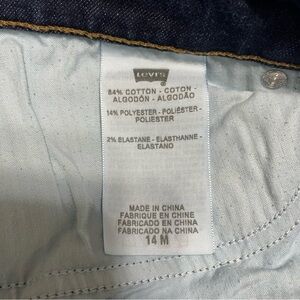 Levi's
84% COTTON - COTON -
ALGODÓN - ALGODÃO
14% POLYESTER - POLIÉSTER -
POLIESTER
2% ELASTANE - ELASTHANNE -
ELASTANO
MADE IN CHINA
FABRIQUE EN CHINE
FABRICADO EN CHINA
FABRICADO NA CHINA
14 M